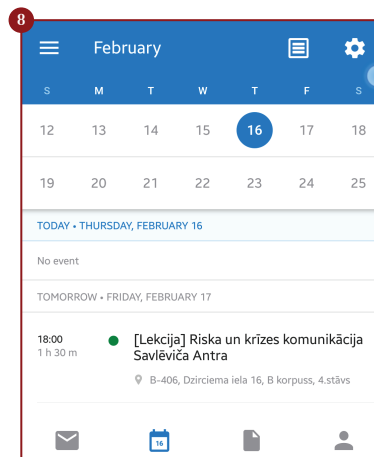 8
February
S M T W T F S
12 13 14 15 16 17 18
19 20 21 22 23 24 25
TODAY • THURSDAY, FEBRUARY 16
No event
TOMORROW • FRIDAY, FEBRUARY 17
18:00 [Lekcija] Riska un krīzes komunikācija
1 h 30 m Savlēviča Antra
B-406, Dzirciema iela 16, B korpuss, 4.stāvs
16